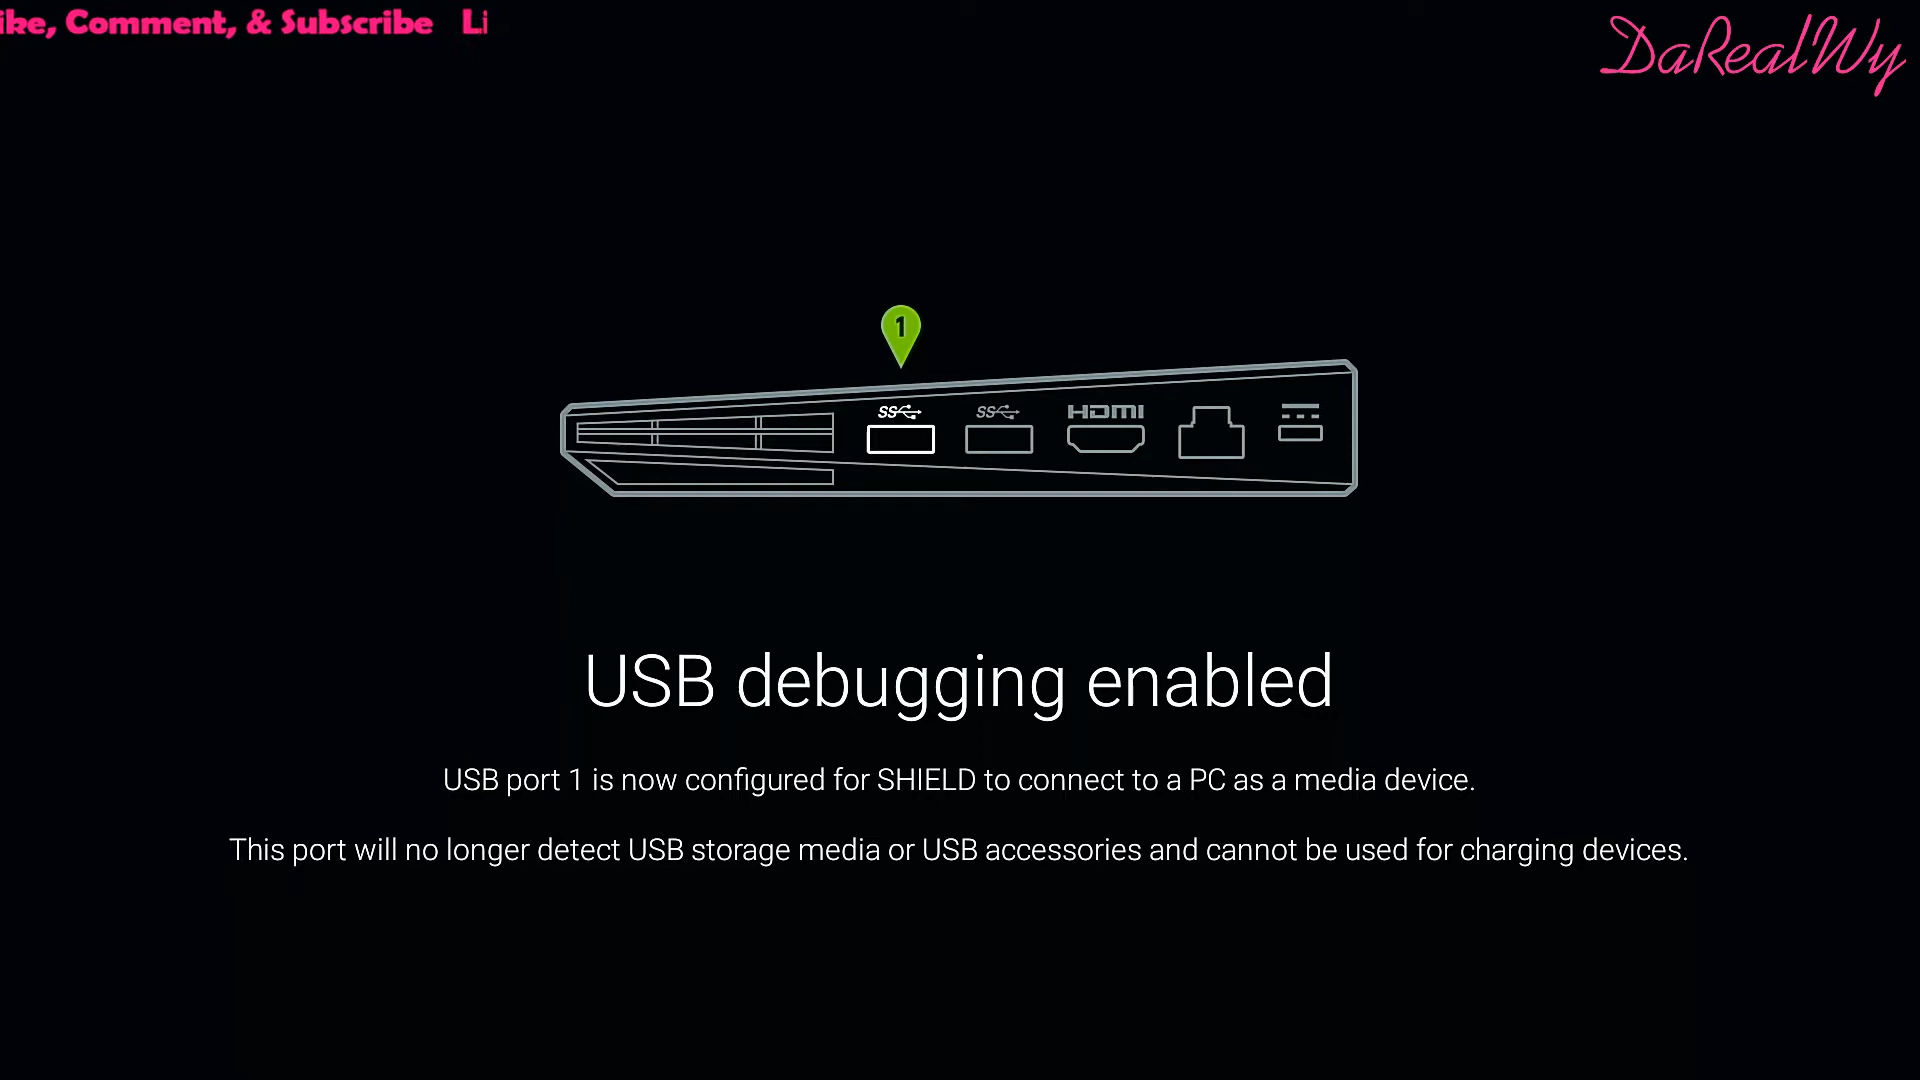 ike, Comment, & Subscribe Li
DaRealWy
1
SS SS HDMI
USB debugging enabled
USB port 1 is now configured for SHIELD to connect to a PC as a media device.
This port will no longer detect USB storage media or USB accessories and cannot be used for charging devices.